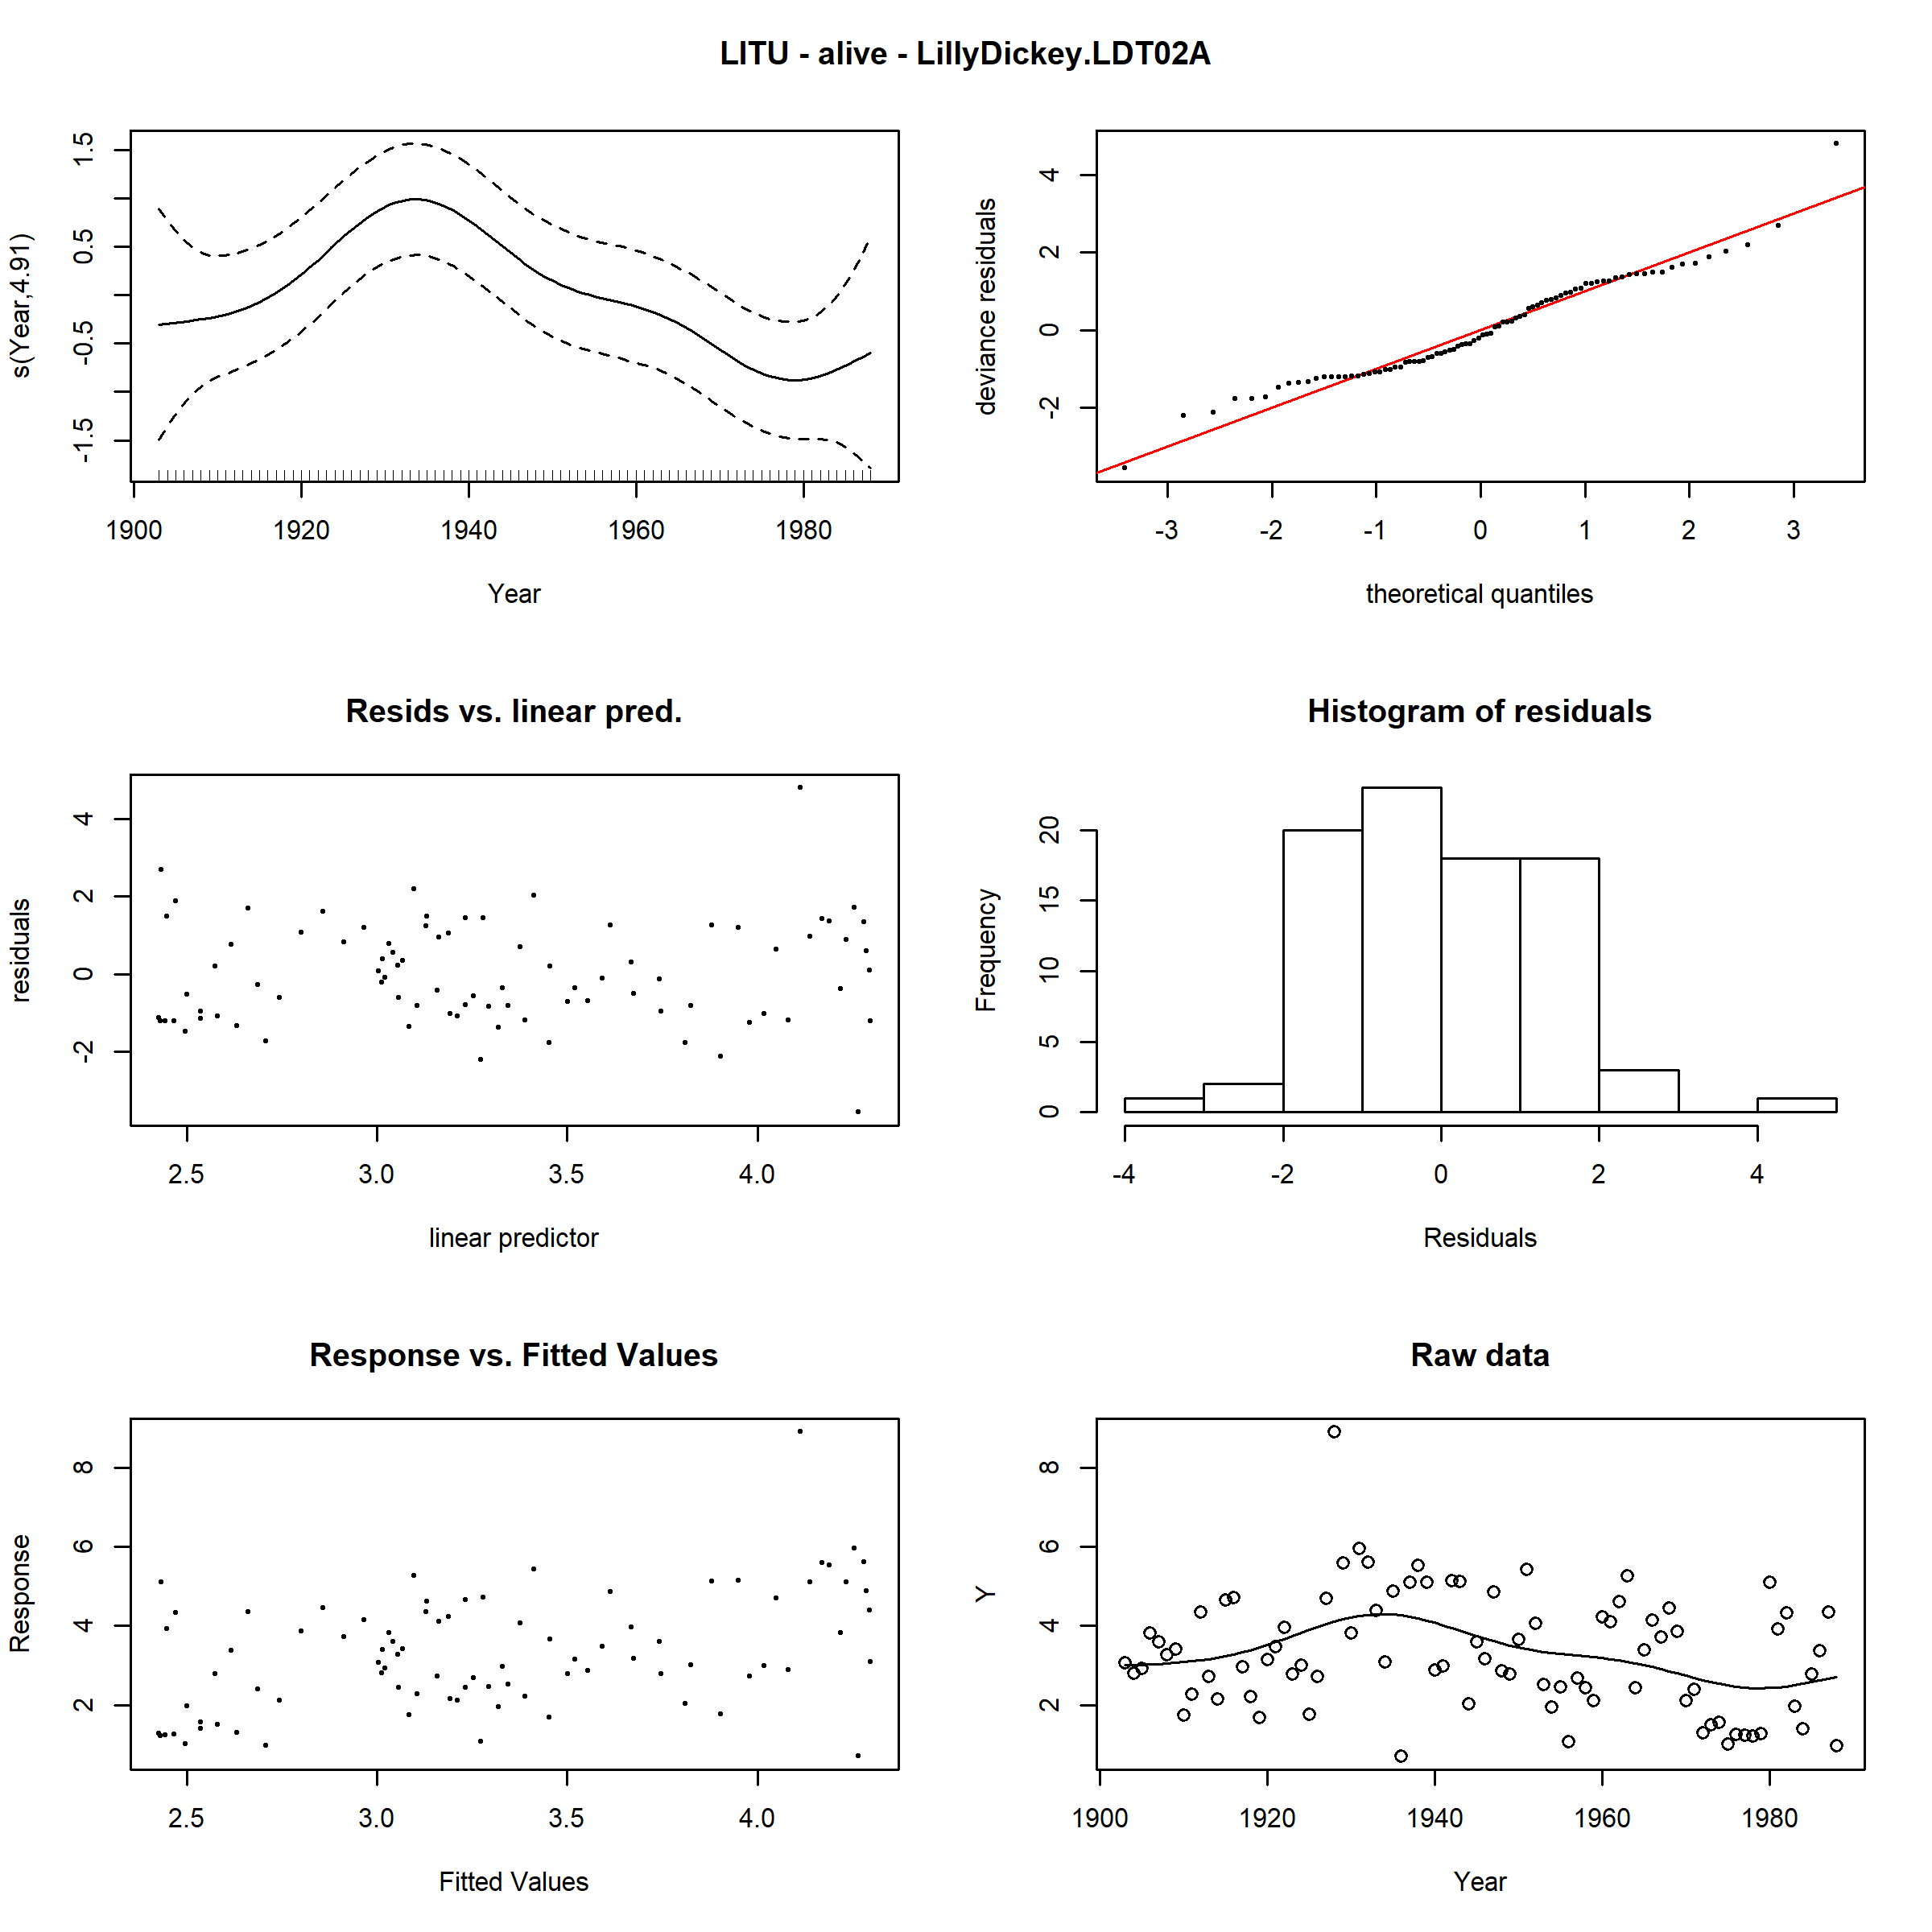 LITU - alive - LillyDickey.LDT02A
s(Year,4.91)
-1.5 -0.5 0.5 1.5
1900 1920 1940 1960 1980
Year
deviance residuals
-2 0 2 4
-3 -2 -1 0 1 2 3
theoretical quantiles
Resids vs. linear pred.
residuals
-2 0 2 4
2.5 3.0 3.5 4.0
linear predictor
Histogram of residuals
Frequency
0 5 10 15 20
-4 -2 0 2 4
Residuals
Response vs. Fitted Values
Response
2 4 6 8
2.5 3.0 3.5 4.0
Fitted Values
Raw data
Y
2 4 6 8
1900 1920 1940 1960 1980
Year